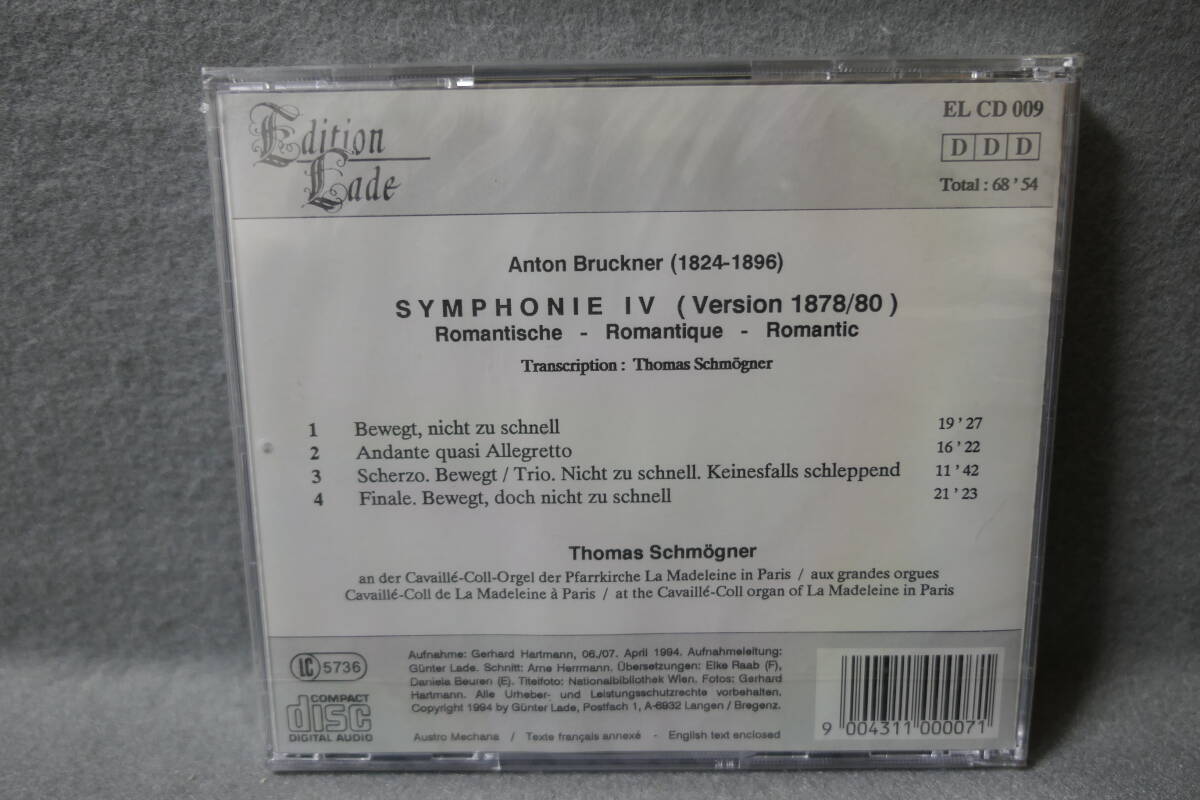 Edition
Lade
EL CD 009
D D D
Total : 68 ' 54
Anton Bruckner (1824-1896)
SYMPHONIE IV ( Version 1878/80 )
Romantische - Romantique - Romantic
Transcription : Thomas Schmögner
1 Bewegt, nicht zu schnell 19 ' 27
2 Andante quasi Allegretto 16 ' 22
3 Scherzo. Bewegt / Trio. Nicht zu schnell. Keinesfalls schleppend 11 ' 42
4 Finale. Bewegt, doch nicht zu schnell 21 ' 23
Thomas Schmögner
an der Cavaillé-Coll-Orgel der Pfarrkirche La Madeleine in Paris / aux grandes orgues
Cavaillé-Coll de La Madeleine à Paris / at the Cavaillé-Coll organ of La Madeleine in Paris
LC 5736
COMPACT
disc
DIGITAL AUDIO
Aufnahme: Gerhard Hartmann, 06./07. April 1994. Aufnahmeleitung:
Günter Lade. Schnitt: Arne Herrmann. Übersetzungen: Elke Raab (F),
Daniela Beuren (E). Titelfoto: Nationalbibliothek Wien. Fotos: Gerhard
Hartmann. Alle Urheber- und Leistungsschutzrechte vorbehalten.
Copyright 1994 by Günter Lade, Postfach 1, A-6932 Langen / Bregenz.
Austro Mechana / Texte français annexé - English text enclosed
9 004311 000071